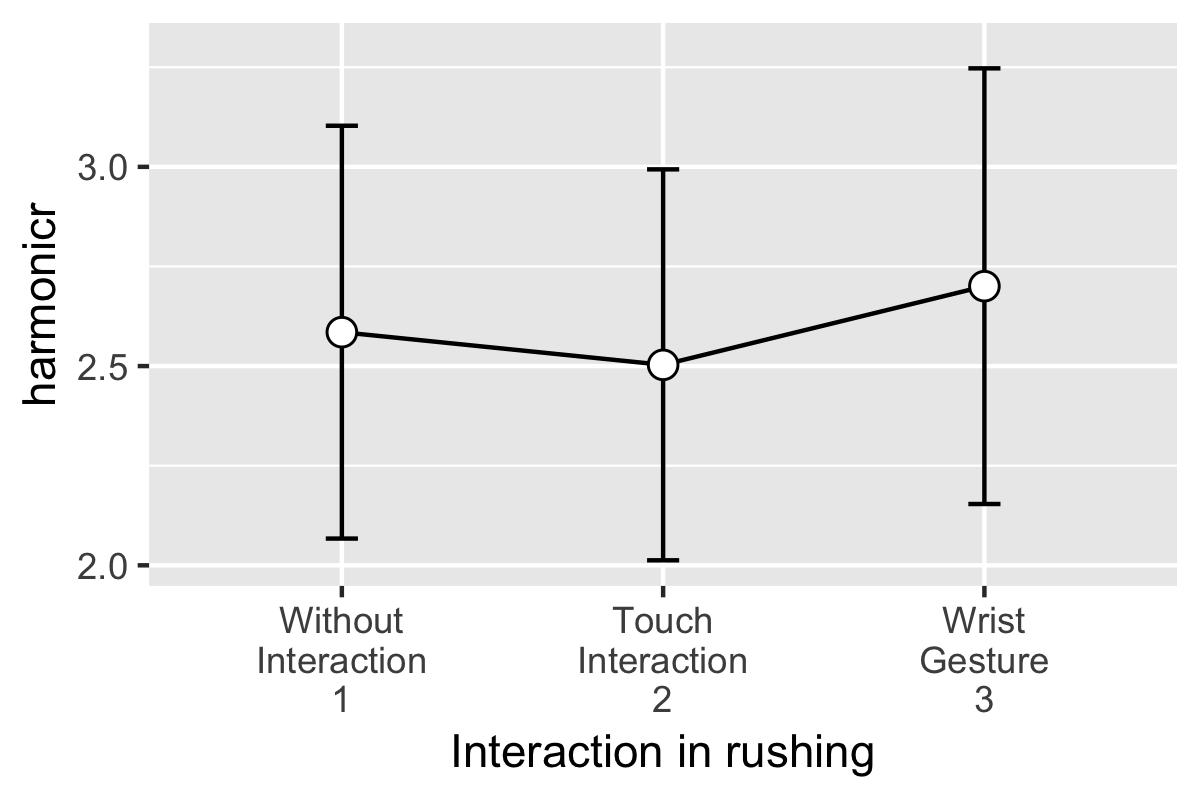 harmonicr
3.0
2.5
2.0
Without
Interaction
1
Touch
Interaction
2
Wrist
Gesture
3
Interaction in rushing